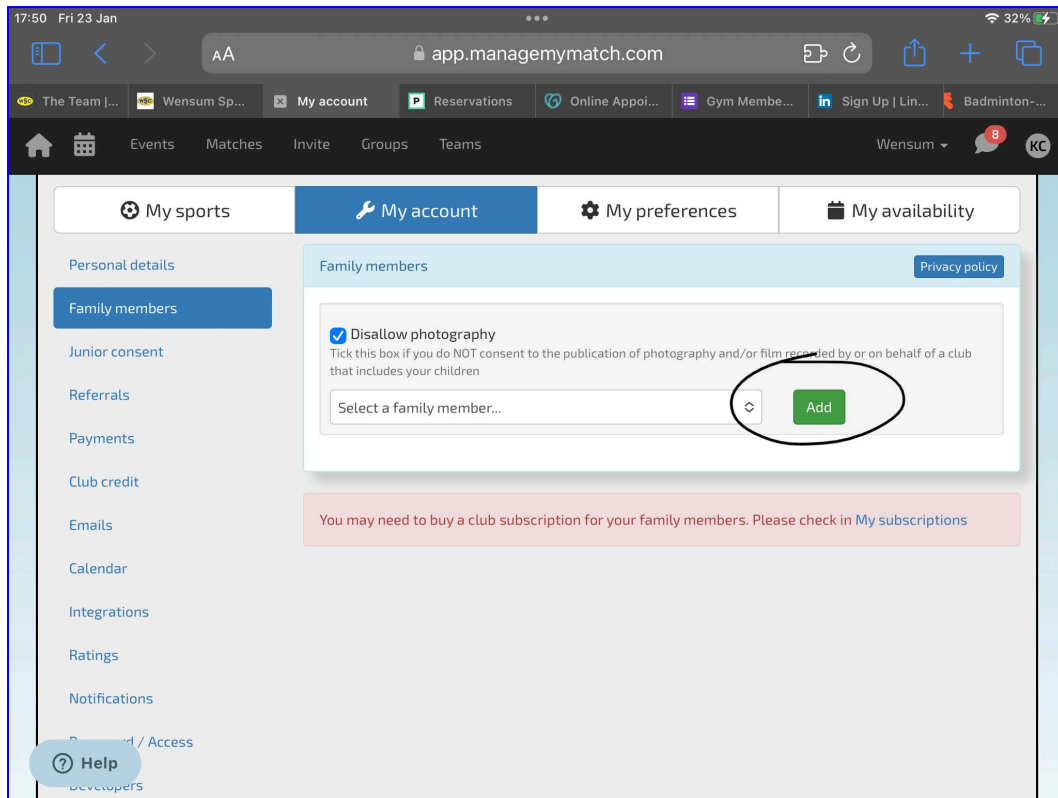 17:50 Fri 23 Jan
32%
AA
app.managemymatch.com
The Team |...
Wensum Sp...
My account
Reservations
Online Appoi...
Gym Membe...
Sign Up | Lin...
Badminton-...
Events Matches Invite Groups Teams
Wensum
8
KC
My sports
My account
My preferences
My availability
Personal details
Family members
Junior consent
Referrals
Payments
Club credit
Emails
Calendar
Integrations
Ratings
Notifications
/ Access
Developers
Help
Family members
Privacy policy
Disallow photography
Tick this box if you do NOT consent to the publication of photography and/or film recorded by or on behalf of a club
that includes your children
Select a family member...
Add
You may need to buy a club subscription for your family members. Please check in My subscriptions